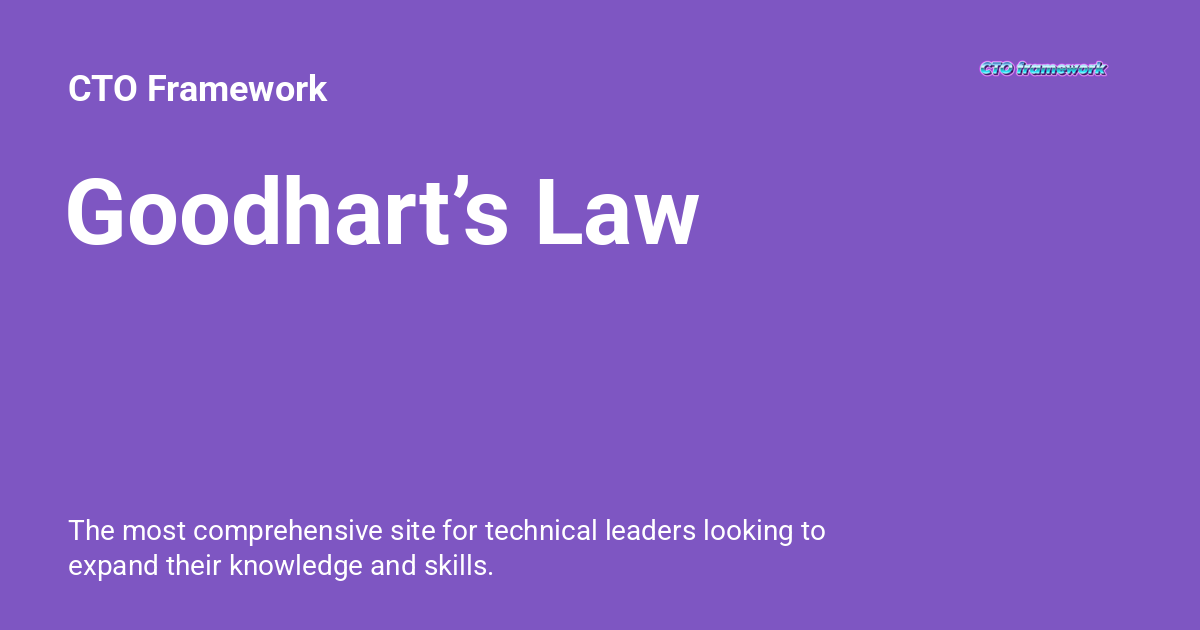 CTO Framework
CTO framework
Goodhart’s Law
The most comprehensive site for technical leaders looking to
expand their knowledge and skills.